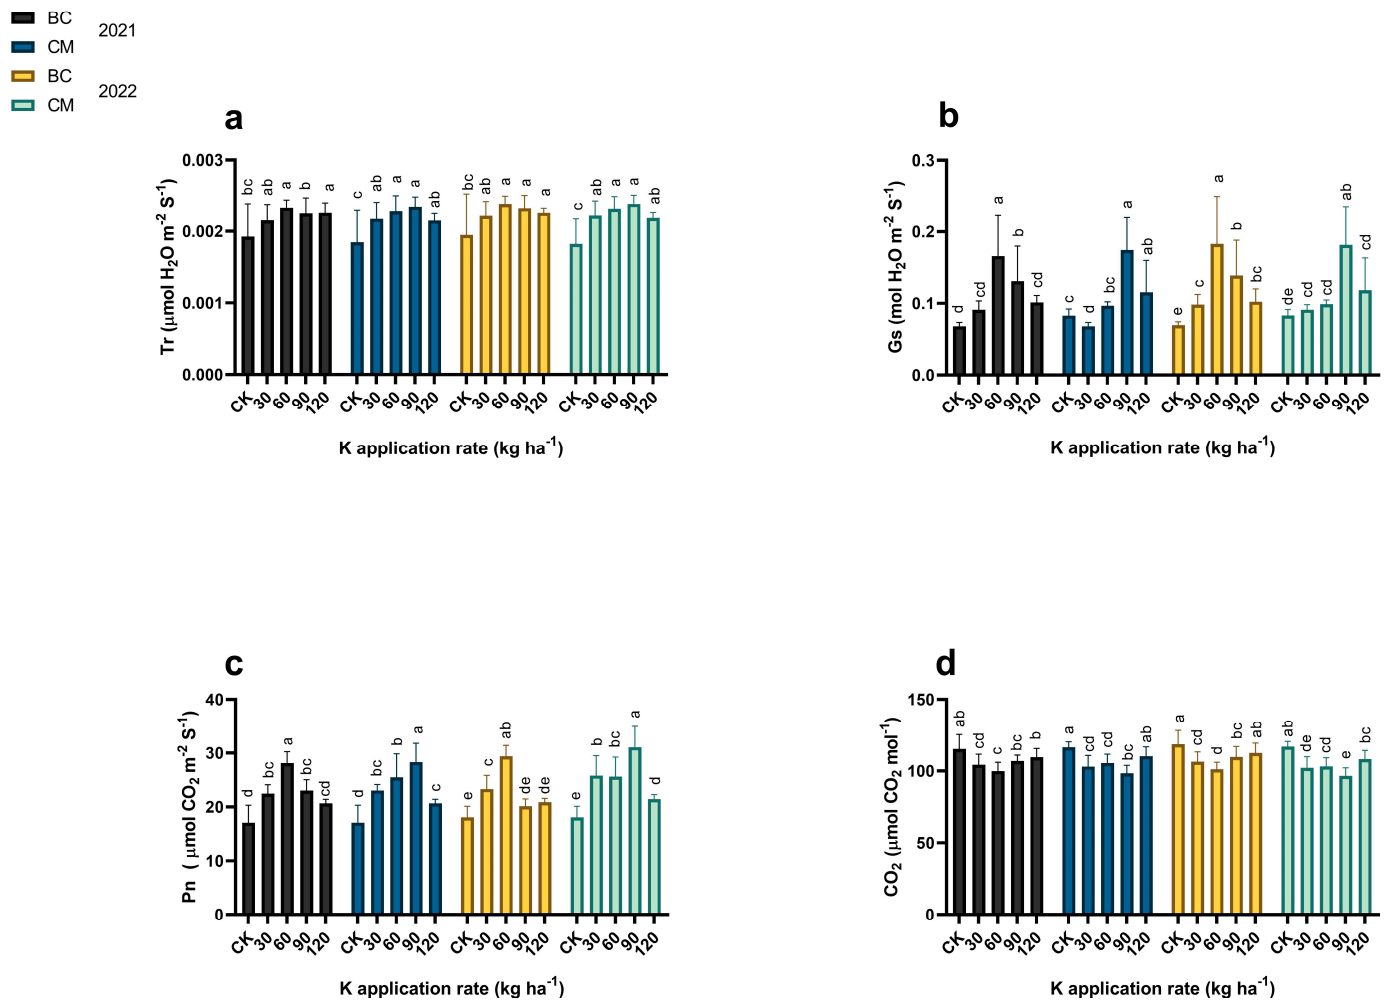 BC
2021
CM
BC
2022
CM
a
Tr (μmol H2O m-2 S-1)
0.003
0.002
0.001
0.000
bc ab a b a
c ab a a ab
bc ab a a a
c ab a a ab
CK 30 60 90 120 CK 30 60 90 120 CK 30 60 90 120 CK 30 60 90 120
K application rate (kg ha-1)
b
Gs (mol H2O m-2 S-1)
0.3
0.2
0.1
0.0
d cd a b cd
c d bc a ab
e c a b bc
de cd cd ab cd
CK 30 60 90 120 CK 30 60 90 120 CK 30 60 90 120 CK 30 60 90 120
K application rate (kg ha-1)
c
Pn ( μmol CO2 m-2 S-1)
40
30
20
10
0
d bc a bc cd
d bc b a c
e c ab de de
e b bc a d
CK 30 60 90 120 CK 30 60 90 120 CK 30 60 90 120 CK 30 60 90 120
K application rate (kg ha-1)
d
CO2 (μmol CO2 mol-1)
150
100
50
0
ab cd c bc b
a cd cd bc ab
a cd d bc ab
ab de cd e bc
CK 30 60 90 120 CK 30 60 90 120 CK 30 60 90 120 CK 30 60 90 120
K application rate (kg ha-1)